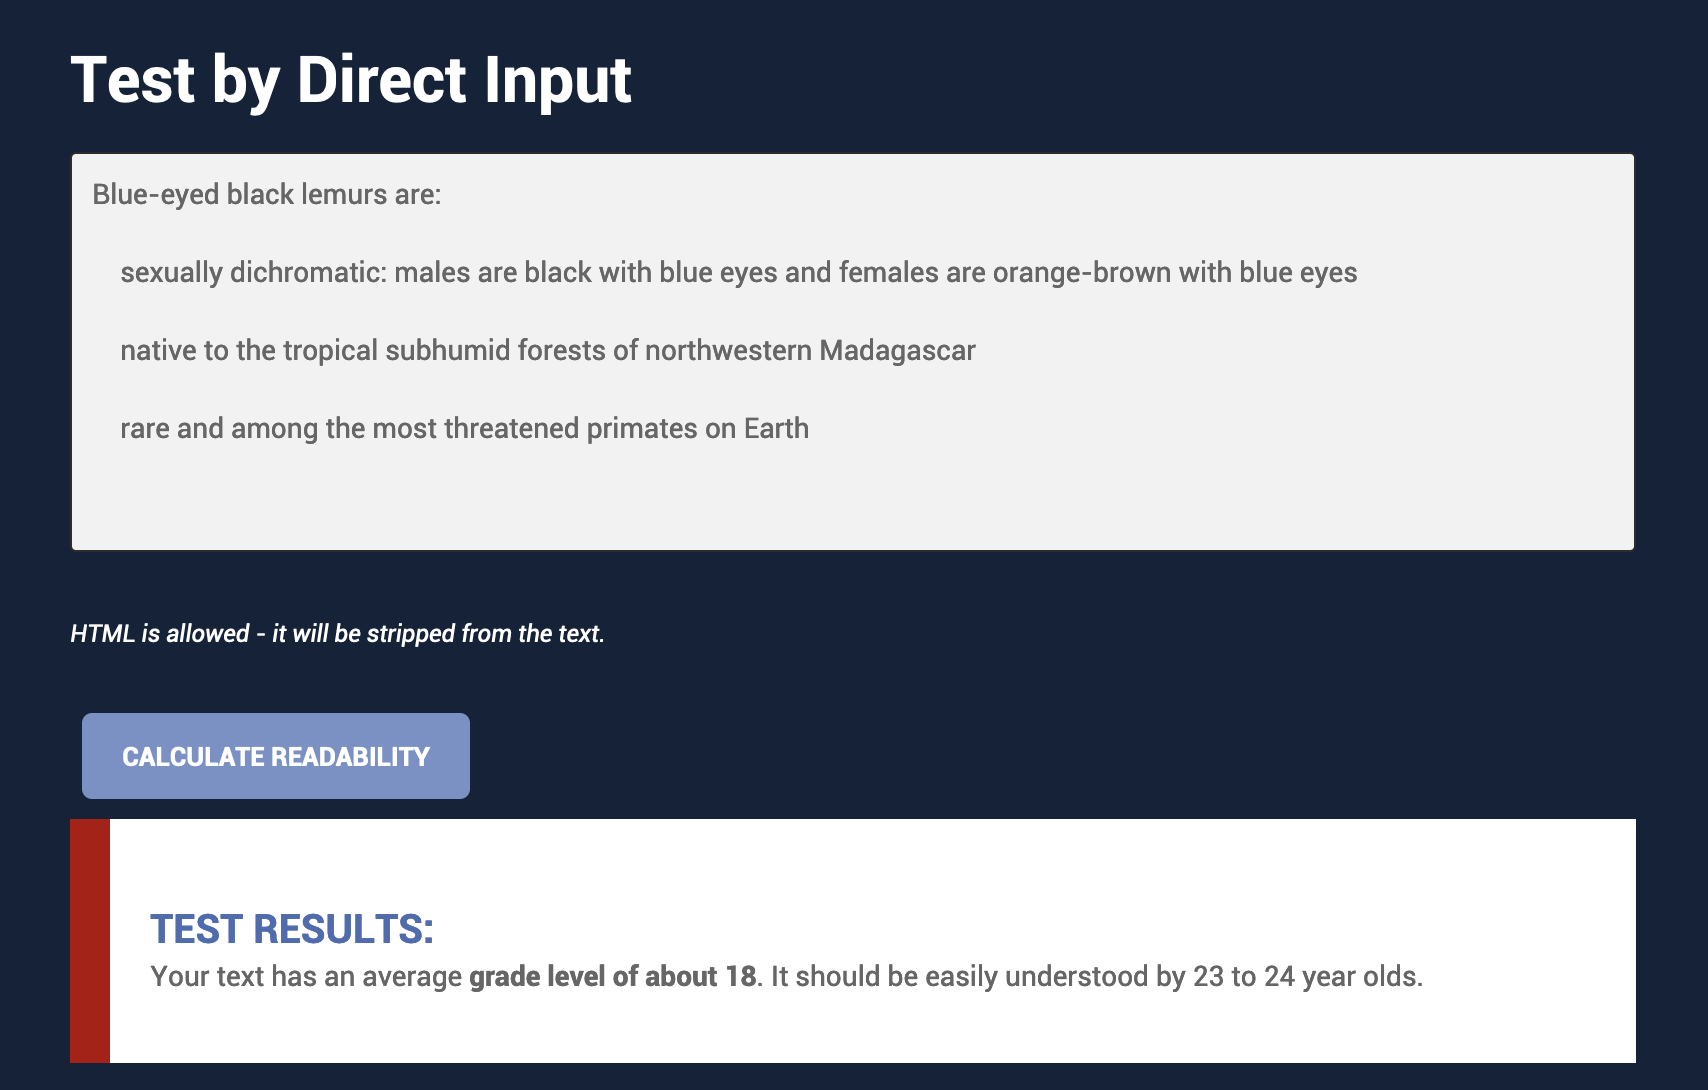 Test by Direct Input
Blue-eyed black lemurs are:
sexually dichromatic: males are black with blue eyes and females are orange-brown with blue eyes
native to the tropical subhumid forests of northwestern Madagascar
rare and among the most threatened primates on Earth
HTML is allowed - it will be stripped from the text.
CALCULATE READABILITY
TEST RESULTS:
Your text has an average grade level of about 18. It should be easily understood by 23 to 24 year olds.